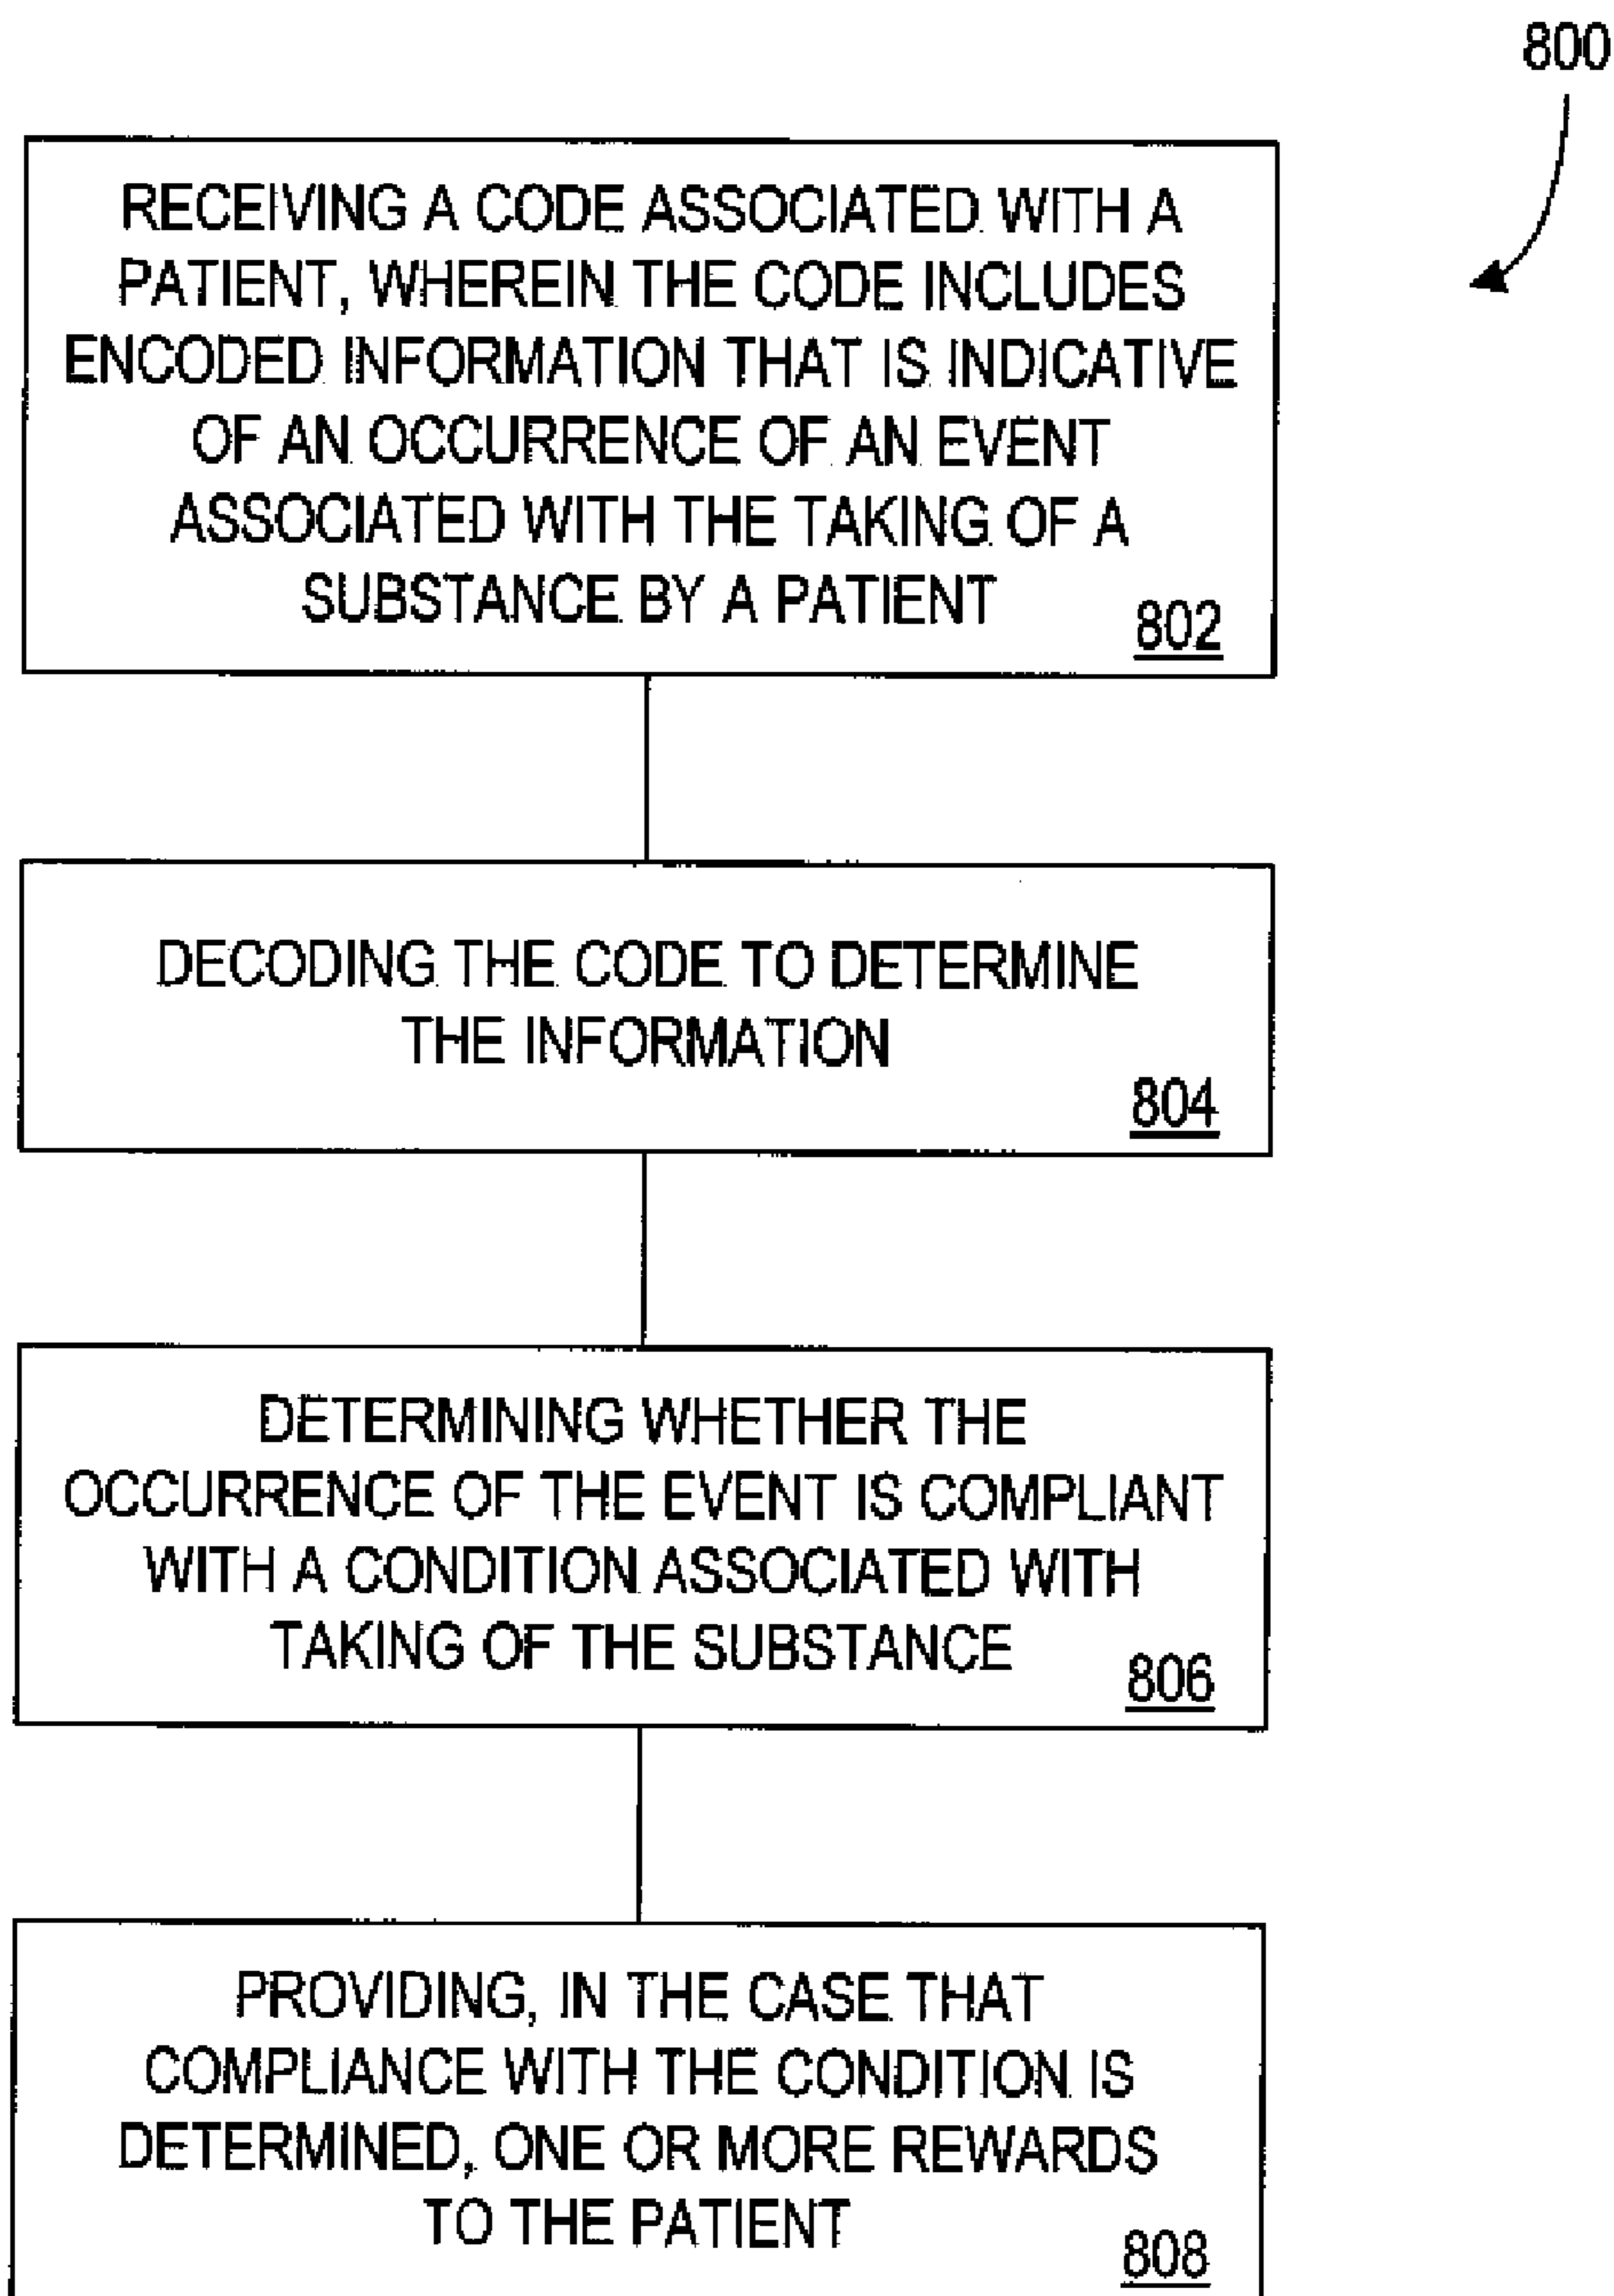 800
RECEIVING A CODE ASSOCIATED WITH A
PATIENT, WHEREIN THE CODE INCLUDES
ENCODED INFORMATION THAT IS INDICATIVE
OF AN OCCURRENCE OF AN EVENT
ASSOCIATED WITH THE TAKING OF A
SUBSTANCE BY A PATIENT
802
DECODING THE CODE TO DETERMINE
THE INFORMATION
804
DETERMINING WHETHER THE
OCCURRENCE OF THE EVENT IS COMPLIANT
WITH A CONDITION ASSOCIATED WITH
TAKING OF THE SUBSTANCE
806
PROVIDING, IN THE CASE THAT
COMPLIANCE WITH THE CONDITION IS
DETERMINED, ONE OR MORE REWARDS
TO THE PATIENT
808